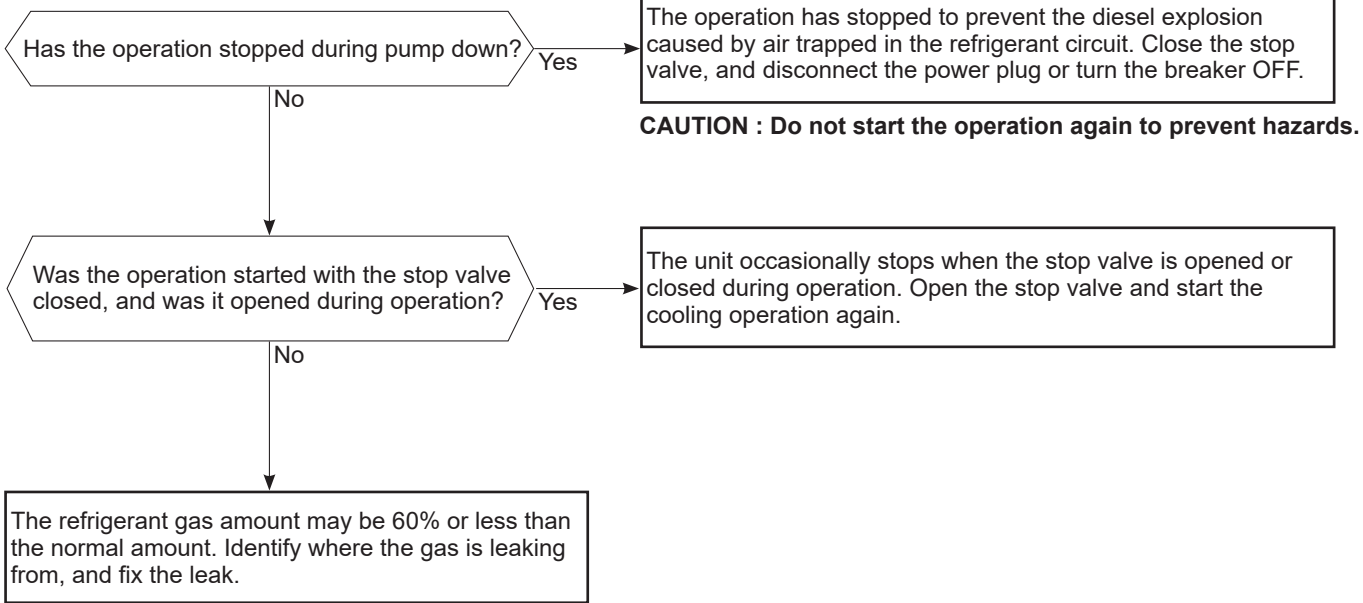 Has the operation stopped during pump down?
Yes
The operation has stopped to prevent the diesel explosion
caused by air trapped in the refrigerant circuit. Close the stop
valve, and disconnect the power plug or turn the breaker OFF.
CAUTION : Do not start the operation again to prevent hazards.
No
Was the operation started with the stop valve
closed, and was it opened during operation?
Yes
The unit occasionally stops when the stop valve is opened or
closed during operation. Open the stop valve and start the
cooling operation again.
No
The refrigerant gas amount may be 60% or less than
the normal amount. Identify where the gas is leaking
from, and fix the leak.